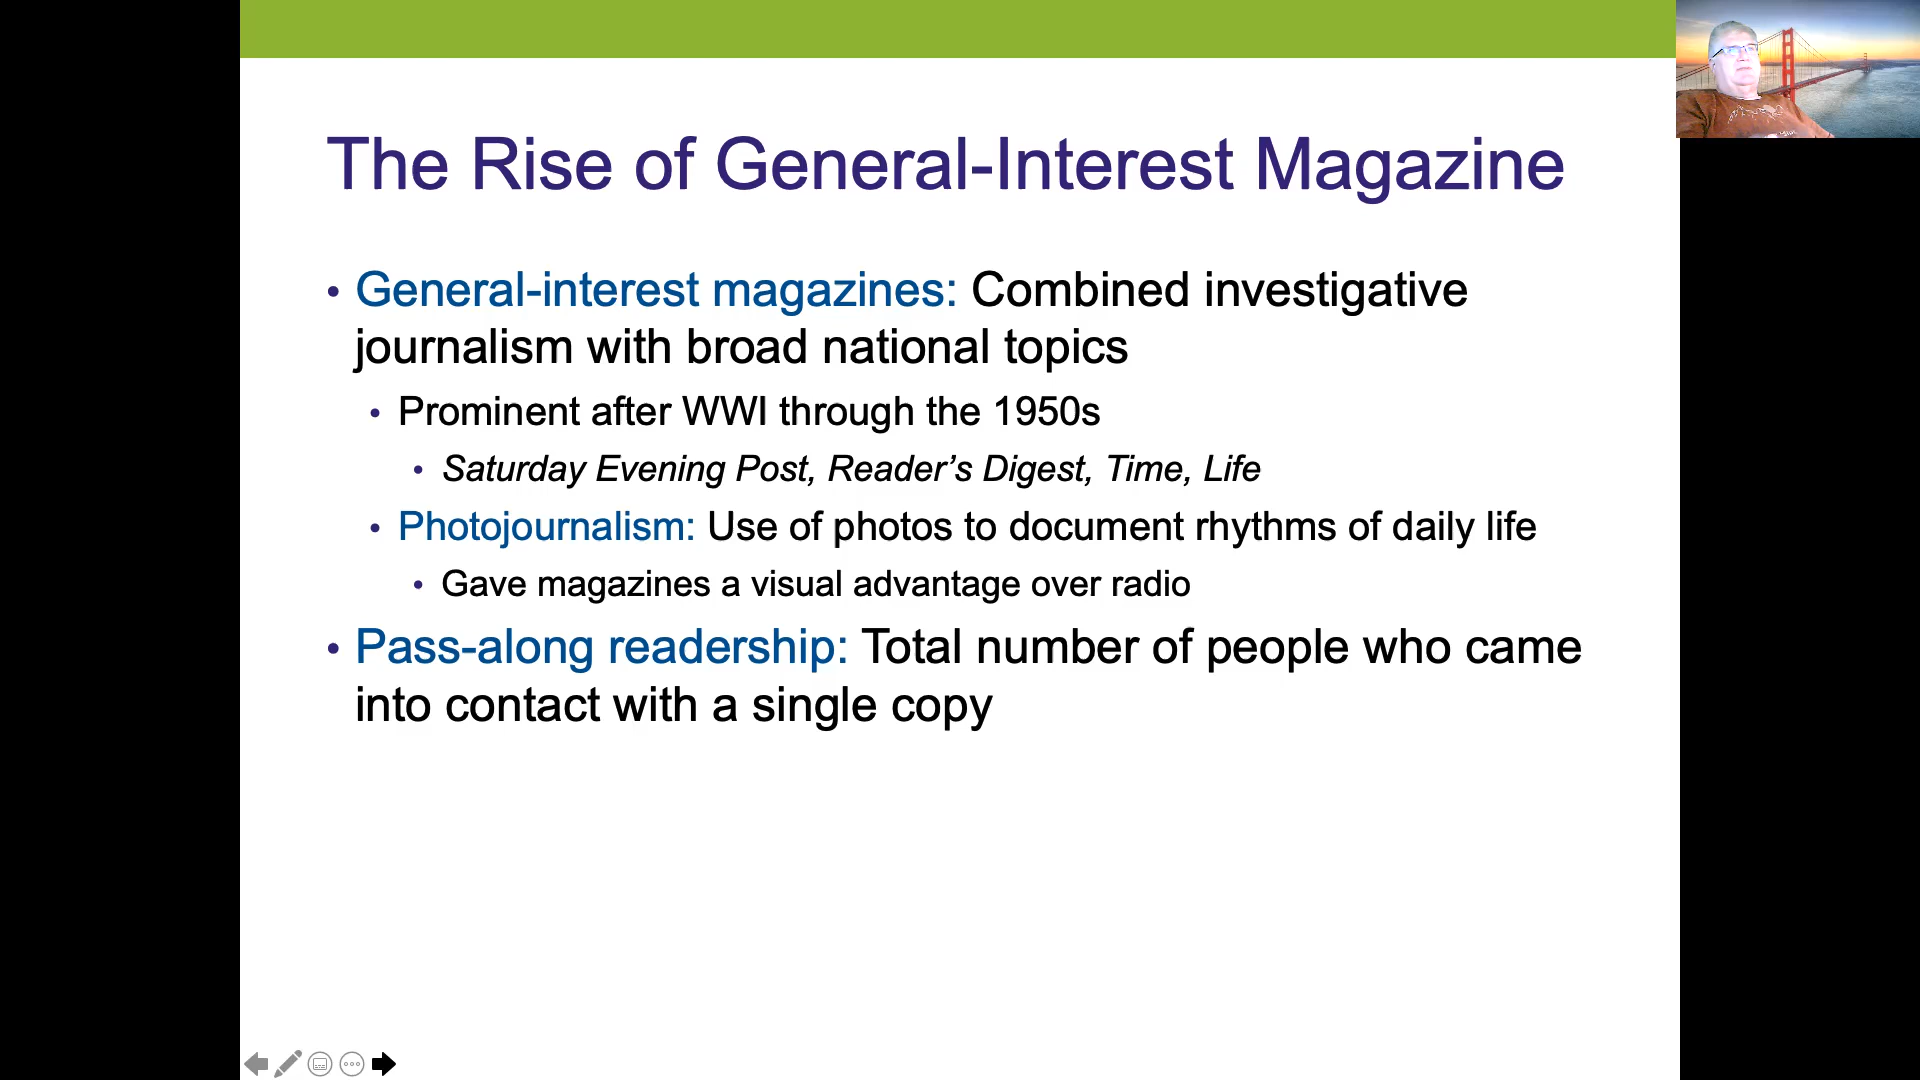 The Rise of General-Interest Magazine
• General-interest magazines: Combined investigative
journalism with broad national topics
• Prominent after WWI through the 1950s
• Saturday Evening Post, Reader’s Digest, Time, Life
• Photojournalism: Use of photos to document rhythms of daily life
• Gave magazines a visual advantage over radio
• Pass-along readership: Total number of people who came
into contact with a single copy